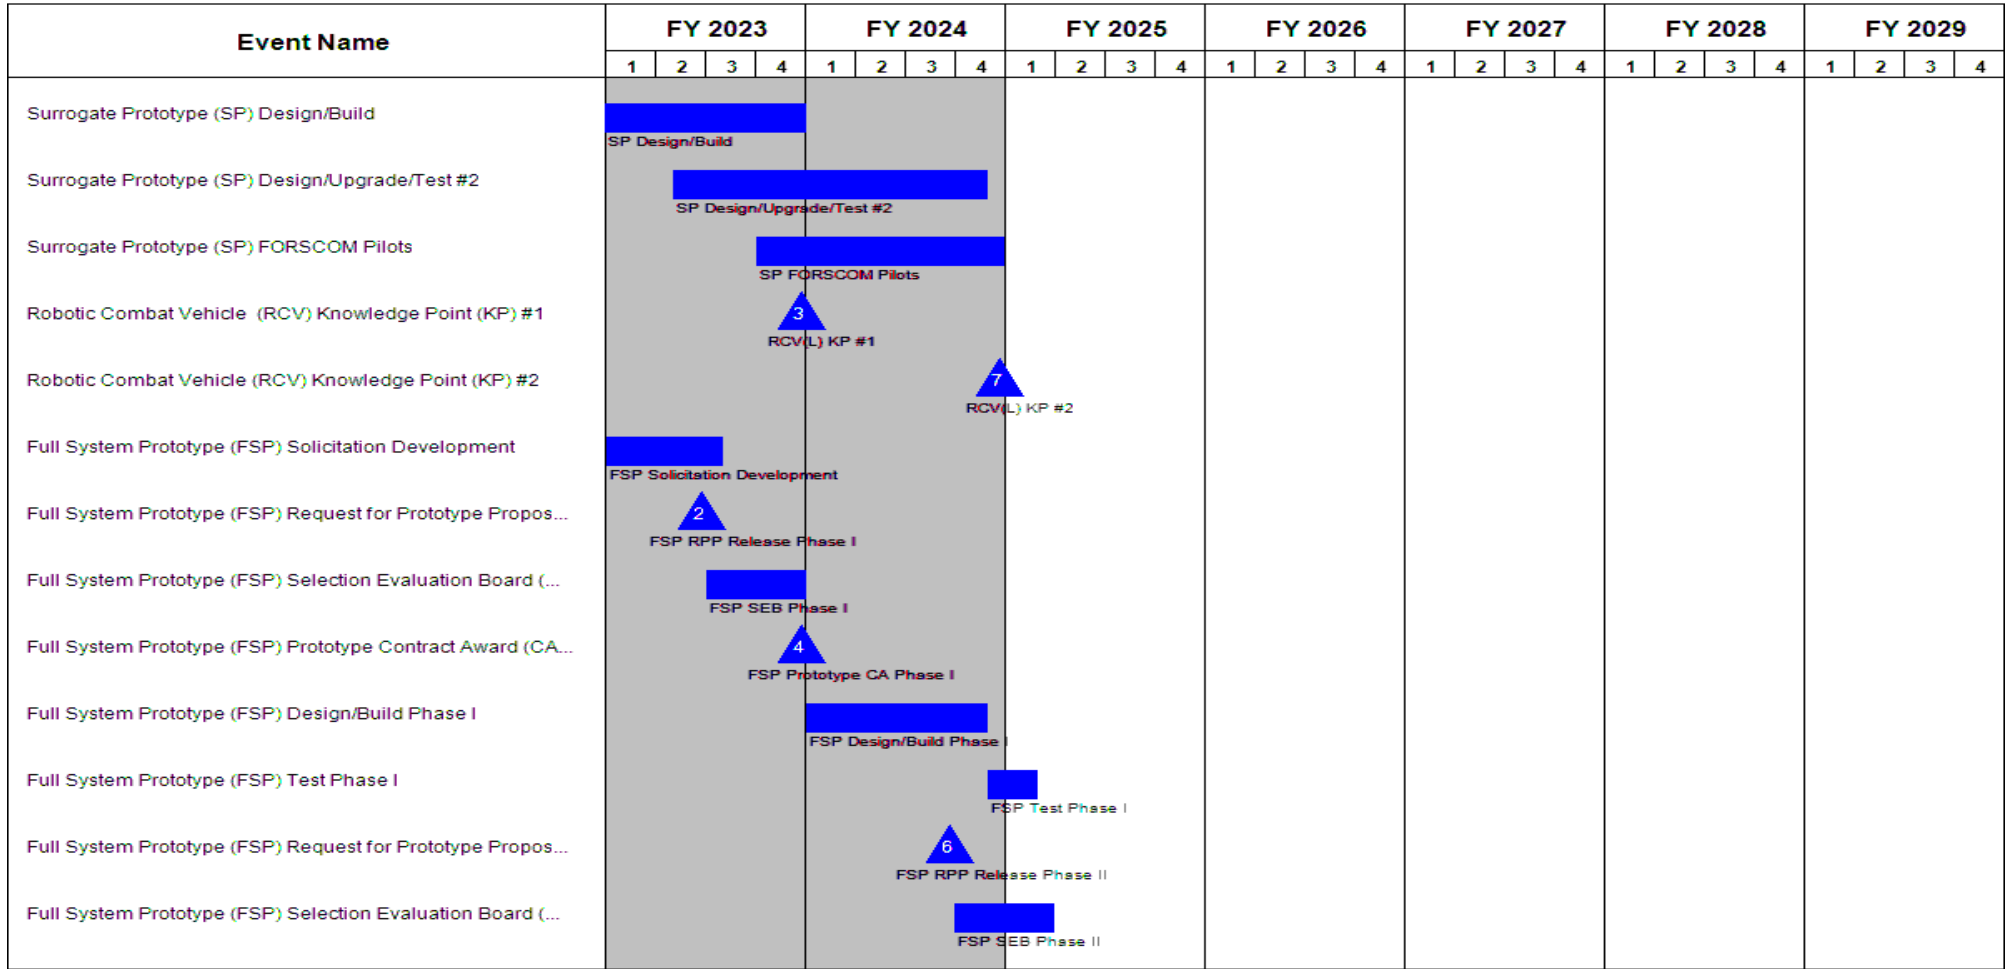 Event Name
FY 2023 FY 2024 FY 2025 FY 2026 FY 2027 FY 2028 FY 2029
1 2 3 4 1 2 3 4 1 2 3 4 1 2 3 4 1 2 3 4 1 2 3 4 1 2 3 4
Surrogate Prototype (SP) Design/Build
SP Design/Build
Surrogate Prototype (SP) Design/Upgrade/Test #2
SP Design/Upgrade/Test #2
Surrogate Prototype (SP) FORSCOM Pilots
SP FORSCOM Pilots
Robotic Combat Vehicle (RCV) Knowledge Point (KP) #1
3
RCV(L) KP #1
Robotic Combat Vehicle (RCV) Knowledge Point (KP) #2
7
RCV(L) KP #2
Full System Prototype (FSP) Solicitation Development
FSP Solicitation Development
Full System Prototype (FSP) Request for Prototype Propos...
2
FSP RPP Release Phase I
Full System Prototype (FSP) Selection Evaluation Board (...
FSP SEB Phase I
Full System Prototype (FSP) Prototype Contract Award (CA...
4
FSP Prototype CA Phase I
Full System Prototype (FSP) Design/Build Phase I
FSP Design/Build Phase I
Full System Prototype (FSP) Test Phase I
FSP Test Phase I
Full System Prototype (FSP) Request for Prototype Propos...
6
FSP RPP Release Phase II
Full System Prototype (FSP) Selection Evaluation Board (...
FSP SEB Phase II